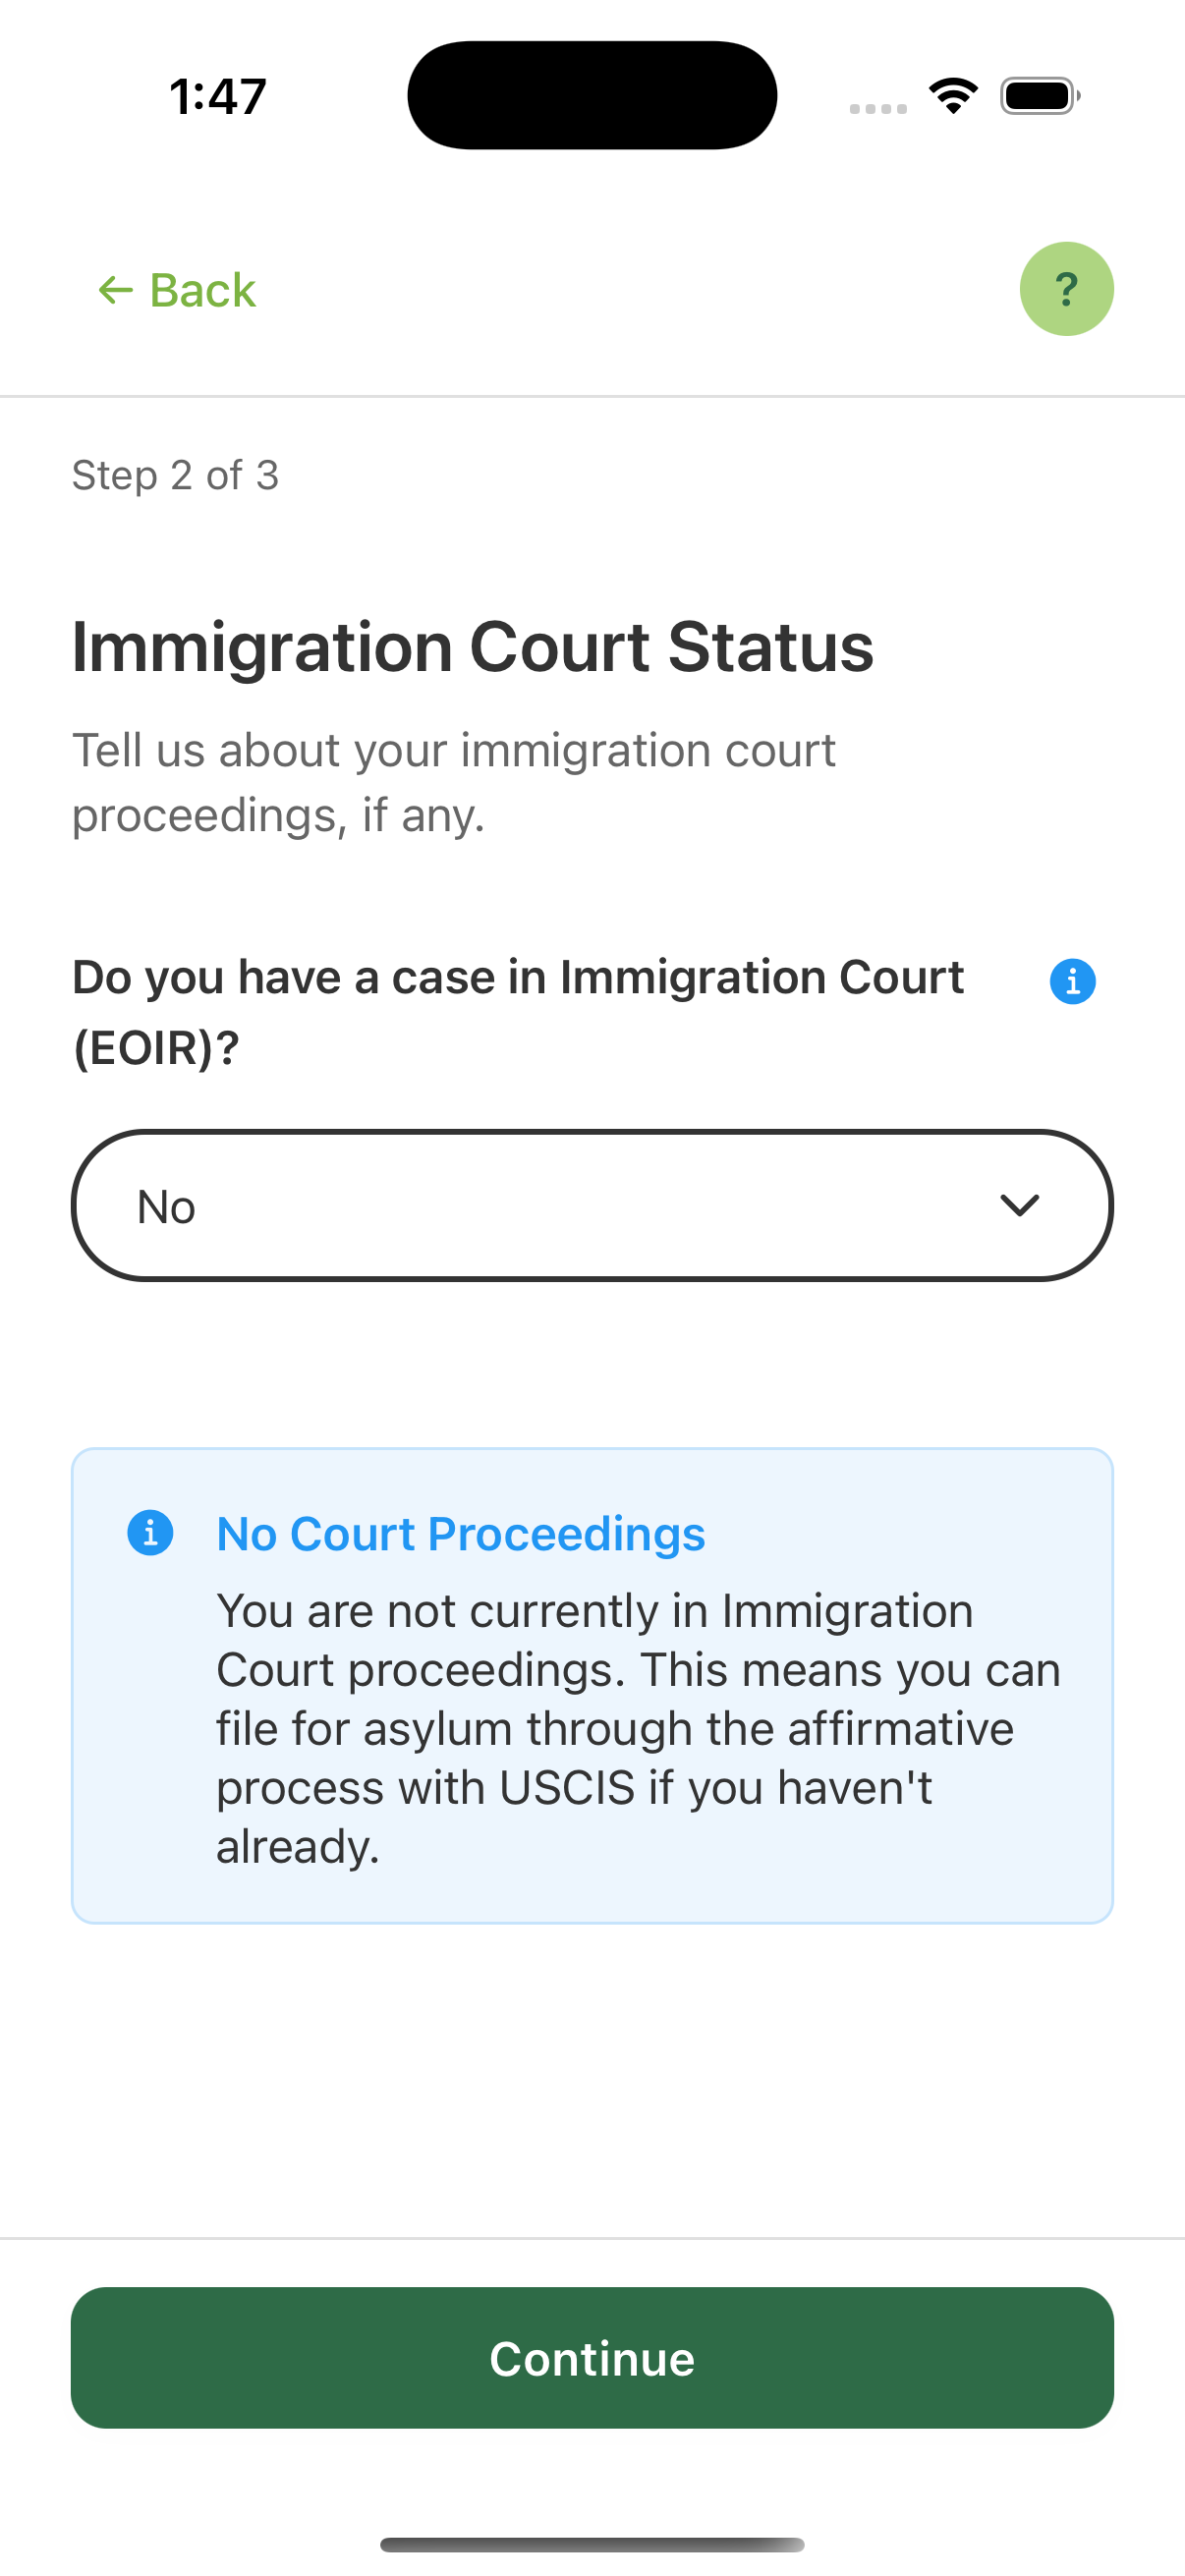 1:47
← Back
?
Step 2 of 3
Immigration Court Status
Tell us about your immigration court
proceedings, if any.
Do you have a case in Immigration Court
(EOIR)?
No
No Court Proceedings
You are not currently in Immigration
Court proceedings. This means you can
file for asylum through the affirmative
process with USCIS if you haven't
already.
Continue